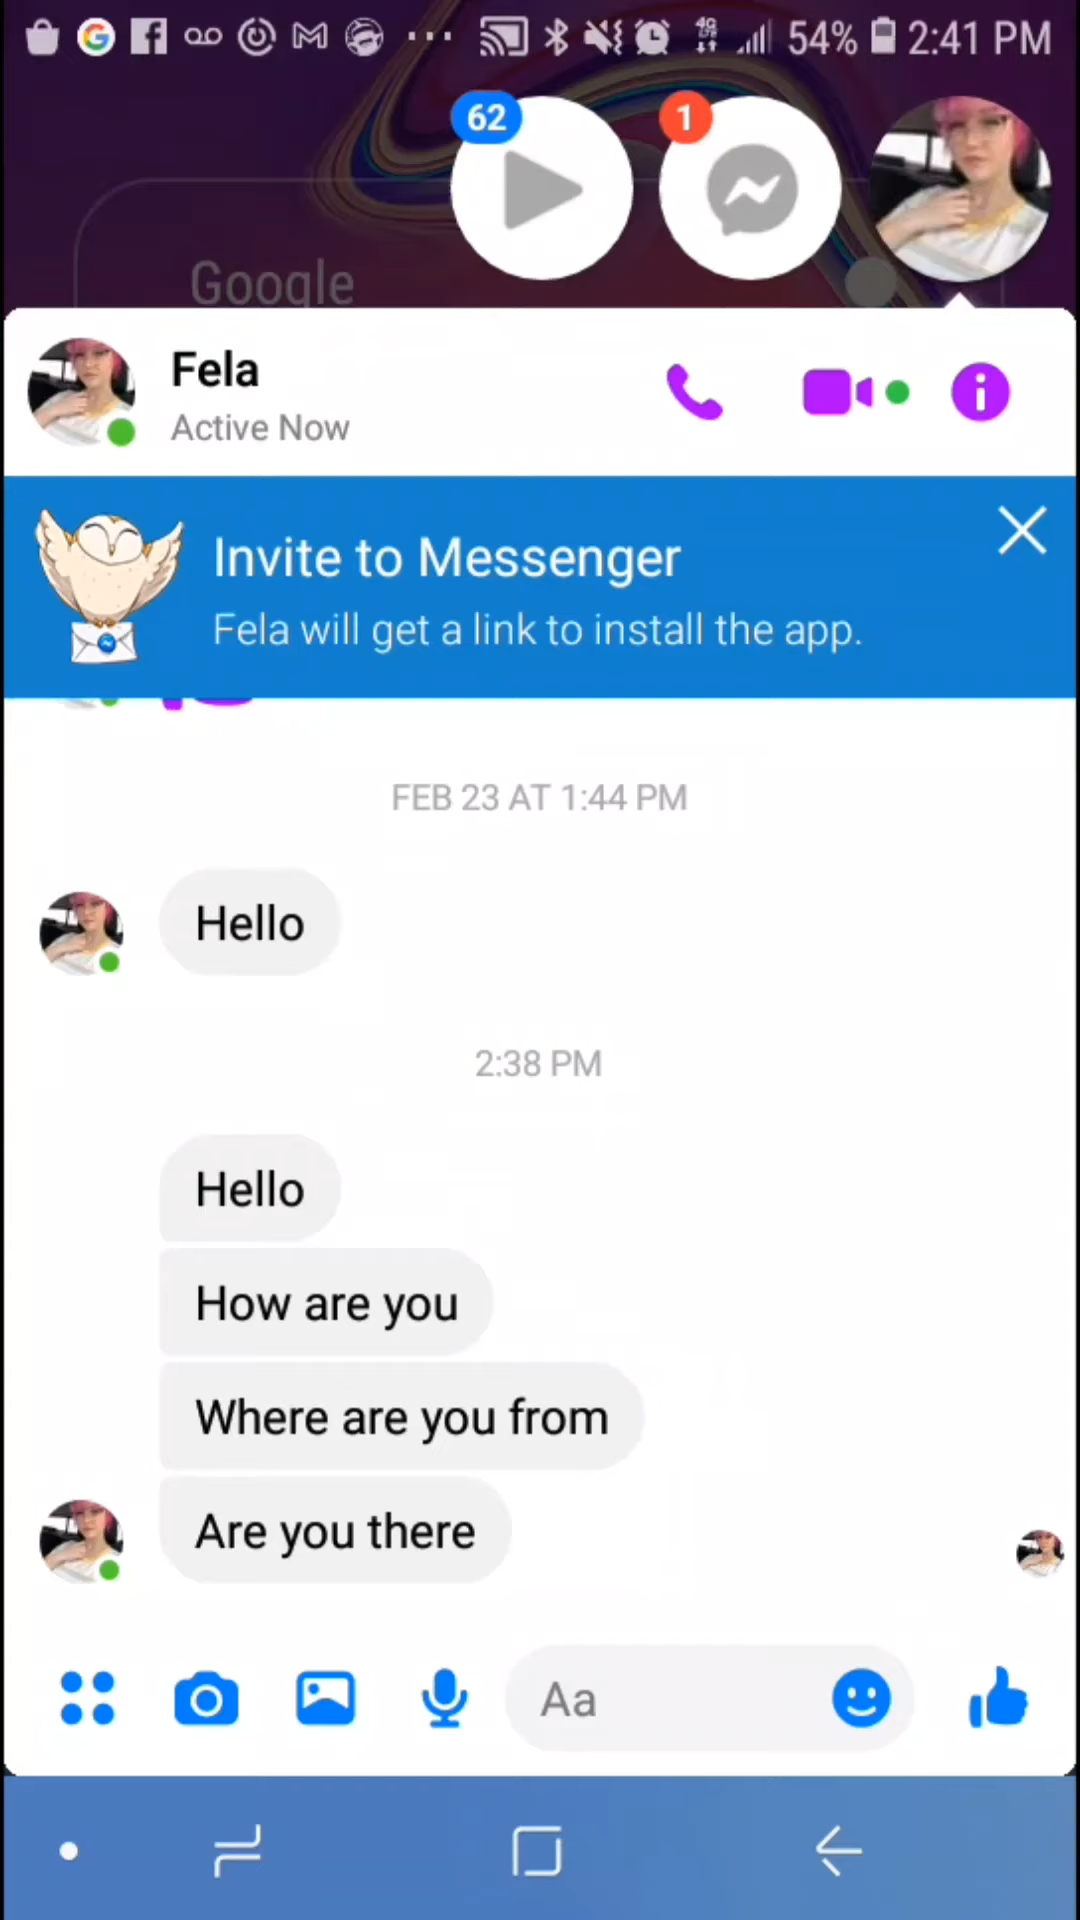 54% 2:41 PM
62
1
Google
Fela
Active Now
Invite to Messenger
Fela will get a link to install the app.
FEB 23 AT 1:44 PM
Hello
2:38 PM
Hello
How are you
Where are you from
Are you there
Aa